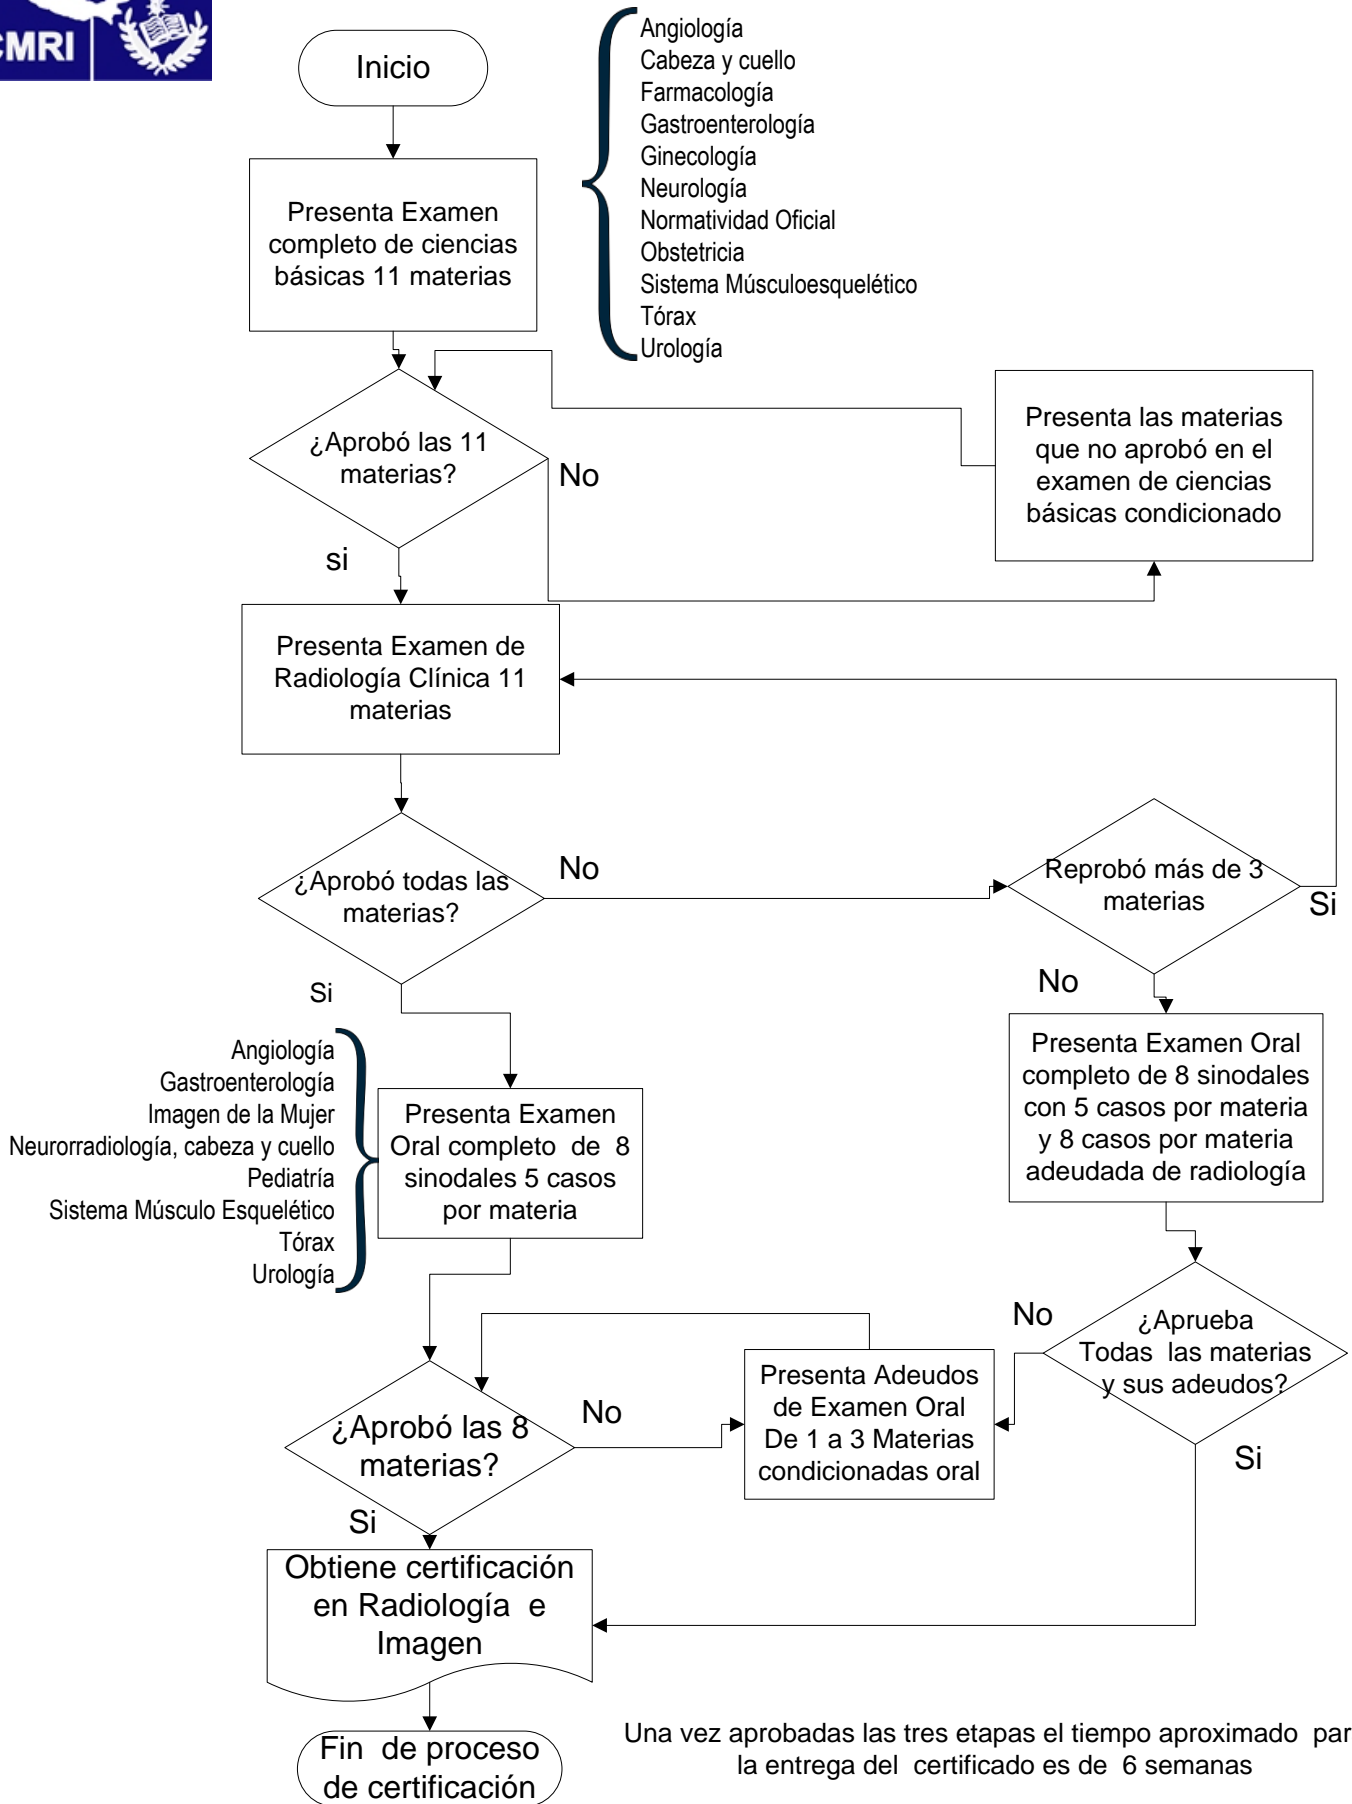 CMRI
Inicio
Angiología
Cabeza y cuello
Farmacología
Gastroenterología
Ginecología
Neurología
Normatividad Oficial
Obstetricia
Sistema Músculoesquelético
Tórax
Urología
Presenta Examen
completo de ciencias
básicas 11 materias
¿Aprobó las 11
materias?
No
si
Presenta las materias
que no aprobó en el
examen de ciencias
básicas condicionado
Presenta Examen de
Radiología Clínica 11
materias
¿Aprobó todas las
materias?
No
Si
Reprobó más de 3
materias
Si
No
Angiología
Gastroenterología
Imagen de la Mujer
Neurorradiología, cabeza y cuello
Pediatría
Sistema Músculo Esquelético
Tórax
Urología
Presenta Examen
Oral completo de 8
sinodales 5 casos
por materia
Presenta Examen Oral
completo de 8 sinodales
con 5 casos por materia
y 8 casos por materia
adeudada de radiología
¿Aprueba
Todas las materias
y sus adeudos?
No
Si
Presenta Adeudos
de Examen Oral
De 1 a 3 Materias
condicionadas oral
¿Aprobó las 8
materias?
No
Si
Obtiene certificación
en Radiología e
Imagen
Fin de proceso
de certificación
Una vez aprobadas las tres etapas el tiempo aproximado par
la entrega del certificado es de 6 semanas